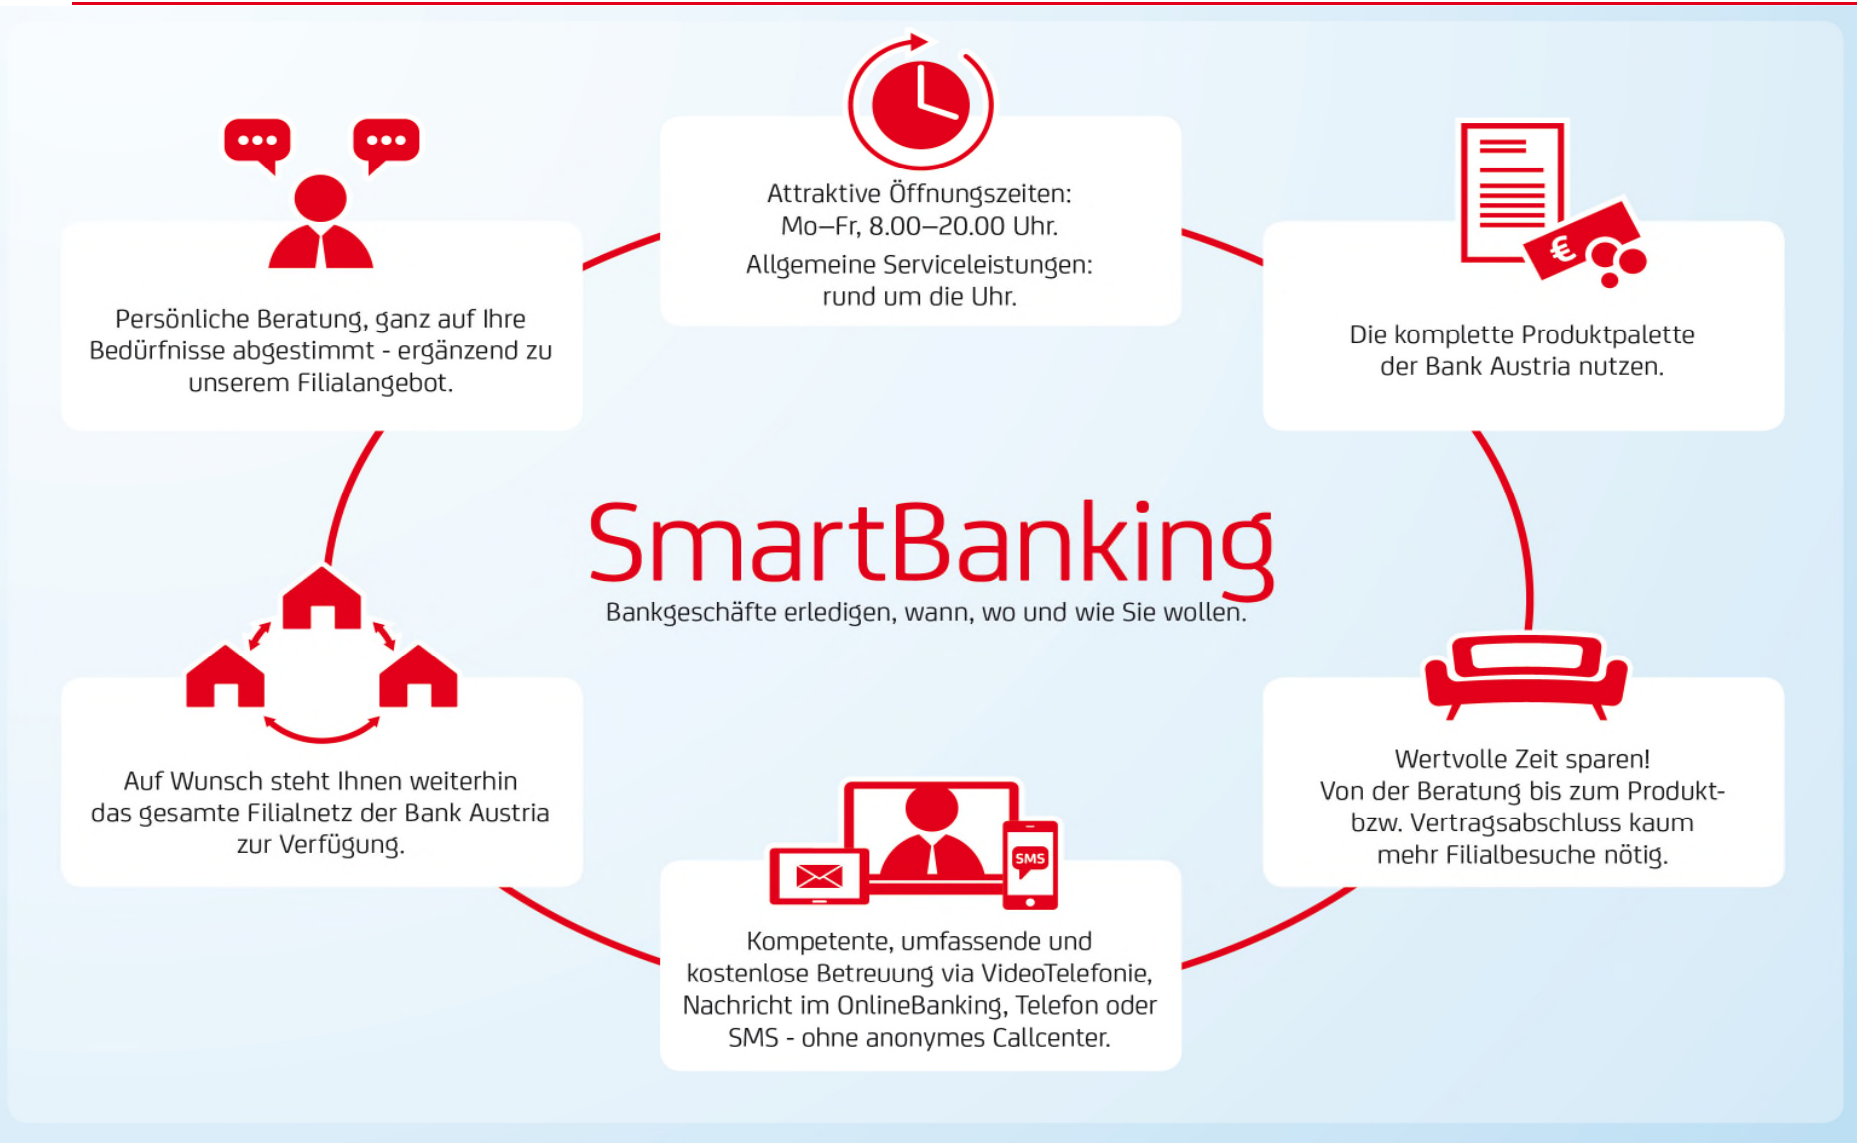 Attraktive Öffnungszeiten:
Mo–Fr, 8.00–20.00 Uhr.
Allgemeine Serviceleistungen:
rund um die Uhr.
Persönliche Beratung, ganz auf Ihre
Bedürfnisse abgestimmt - ergänzend zu
unserem Filialangebot.
€
Die komplette Produktpalette
der Bank Austria nutzen.
SmartBanking
Bankgeschäfte erledigen, wann, wo und wie Sie wollen.
Auf Wunsch steht Ihnen weiterhin
das gesamte Filialnetz der Bank Austria
zur Verfügung.
Wertvolle Zeit sparen!
Von der Beratung bis zum Produkt-
bzw. Vertragsabschluss kaum
mehr Filialbesuche nötig.
SMS
Kompetente, umfassende und
kostenlose Betreuung via VideoTelefonie,
Nachricht im OnlineBanking, Telefon oder
SMS - ohne anonymes Callcenter.